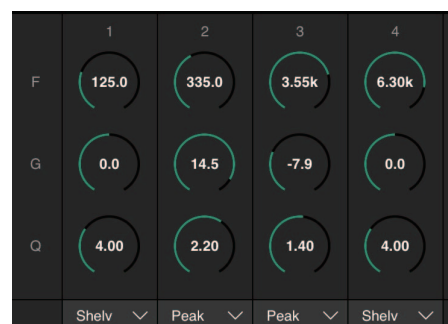 1 2 3 4
F 125.0 335.0 3.55k 6.30k
G 0.0 14.5 -7.9 0.0
Q 4.00 2.20 1.40 4.00
Shelv Peak Peak Shelv